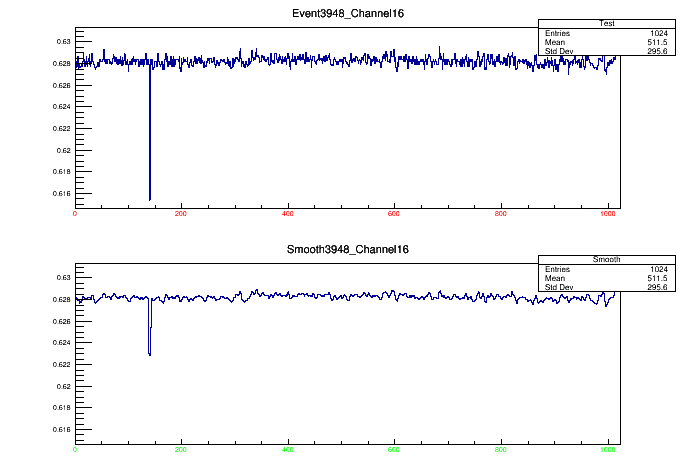 Event3948_Channel16
Test
Entries 1024
Mean 511.5
Std Dev 295.6
0.63
0.628
0.626
0.624
0.622
0.62
0.618
0.616
0 200 400 600 800 1000
Smooth3948_Channel16
Smooth
Entries 1024
Mean 511.5
Std Dev 295.6
0.63
0.628
0.626
0.624
0.622
0.62
0.618
0.616
0 200 400 600 800 1000